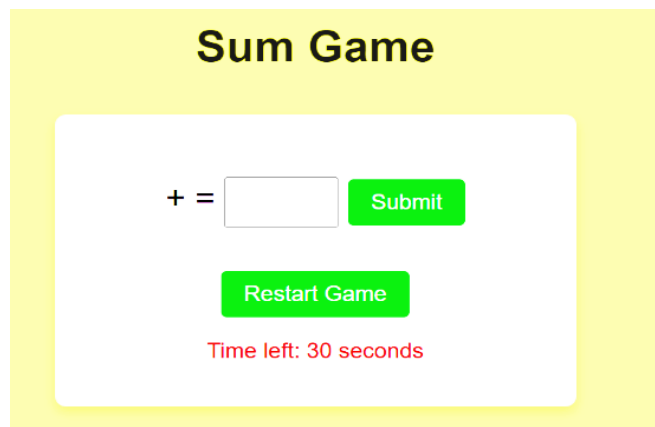 Sum Game
+ = Submit
Restart Game
Time left: 30 seconds